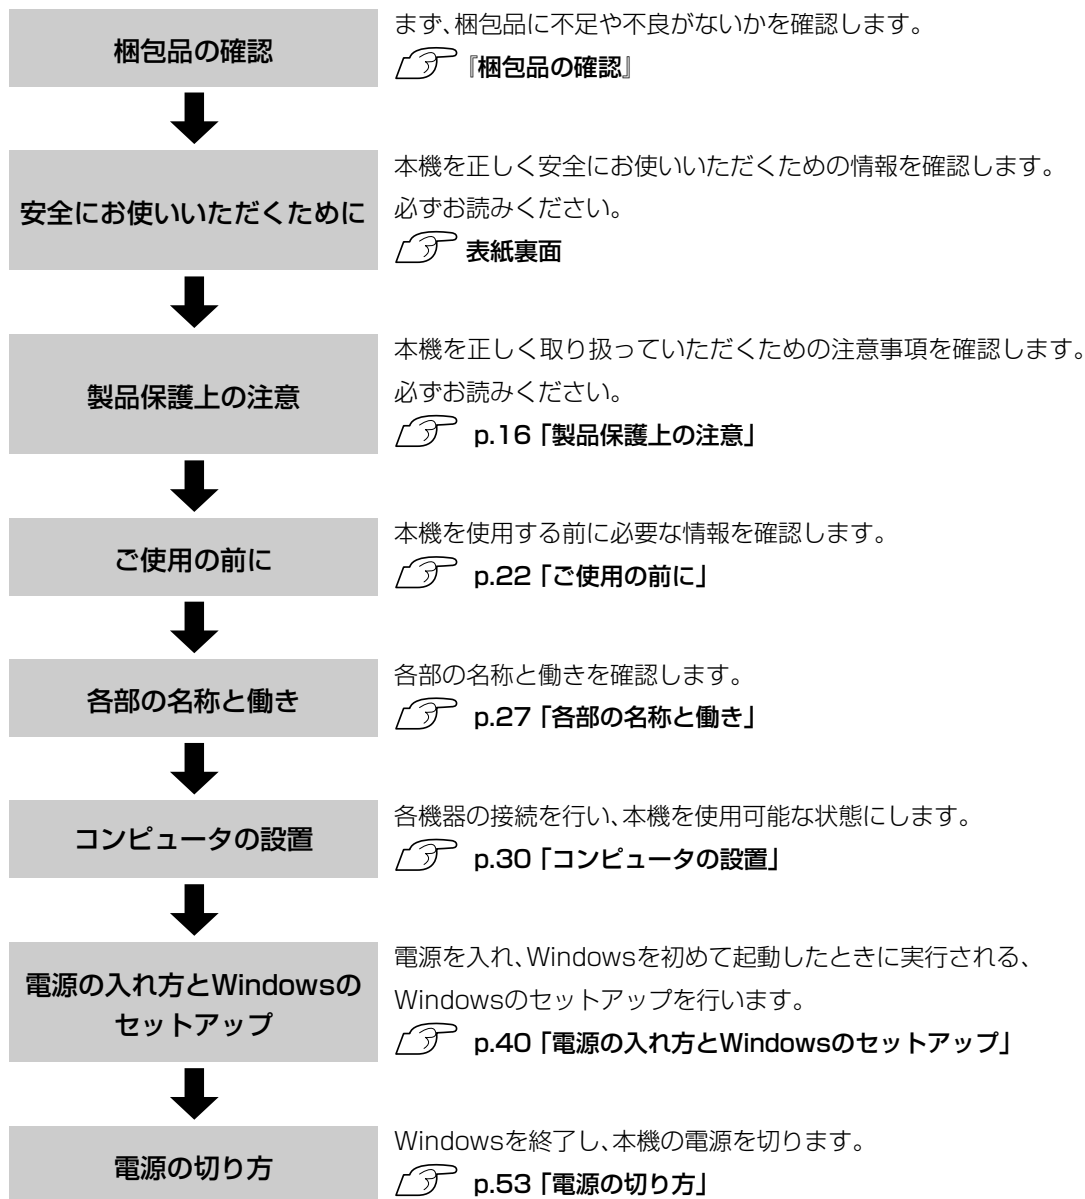 梱包品の確認
まず、梱包品に不足や不良がないかを確認します。
『梱包品の確認』
安全にお使いいただくために
本機を正しく安全にお使いいただくための情報を確認します。
必ずお読みください。
表紙裏面
製品保護上の注意
本機を正しく取り扱っていただくための注意事項を確認します。
必ずお読みください。
p.16「製品保護上の注意」
ご使用の前に
本機を使用する前に必要な情報を確認します。
p.22「ご使用の前に」
各部の名称と働き
各部の名称と働きを確認します。
p.27「各部の名称と働き」
コンピュータの設置
各機器の接続を行い、本機を使用可能な状態にします。
p.30「コンピュータの設置」
電源の入れ方とWindowsの
セットアップ
電源を入れ、Windowsを初めて起動したときに実行される、
Windowsのセットアップを行います。
p.40「電源の入れ方とWindowsのセットアップ」
電源の切り方
Windowsを終了し、本機の電源を切ります。
p.53「電源の切り方」